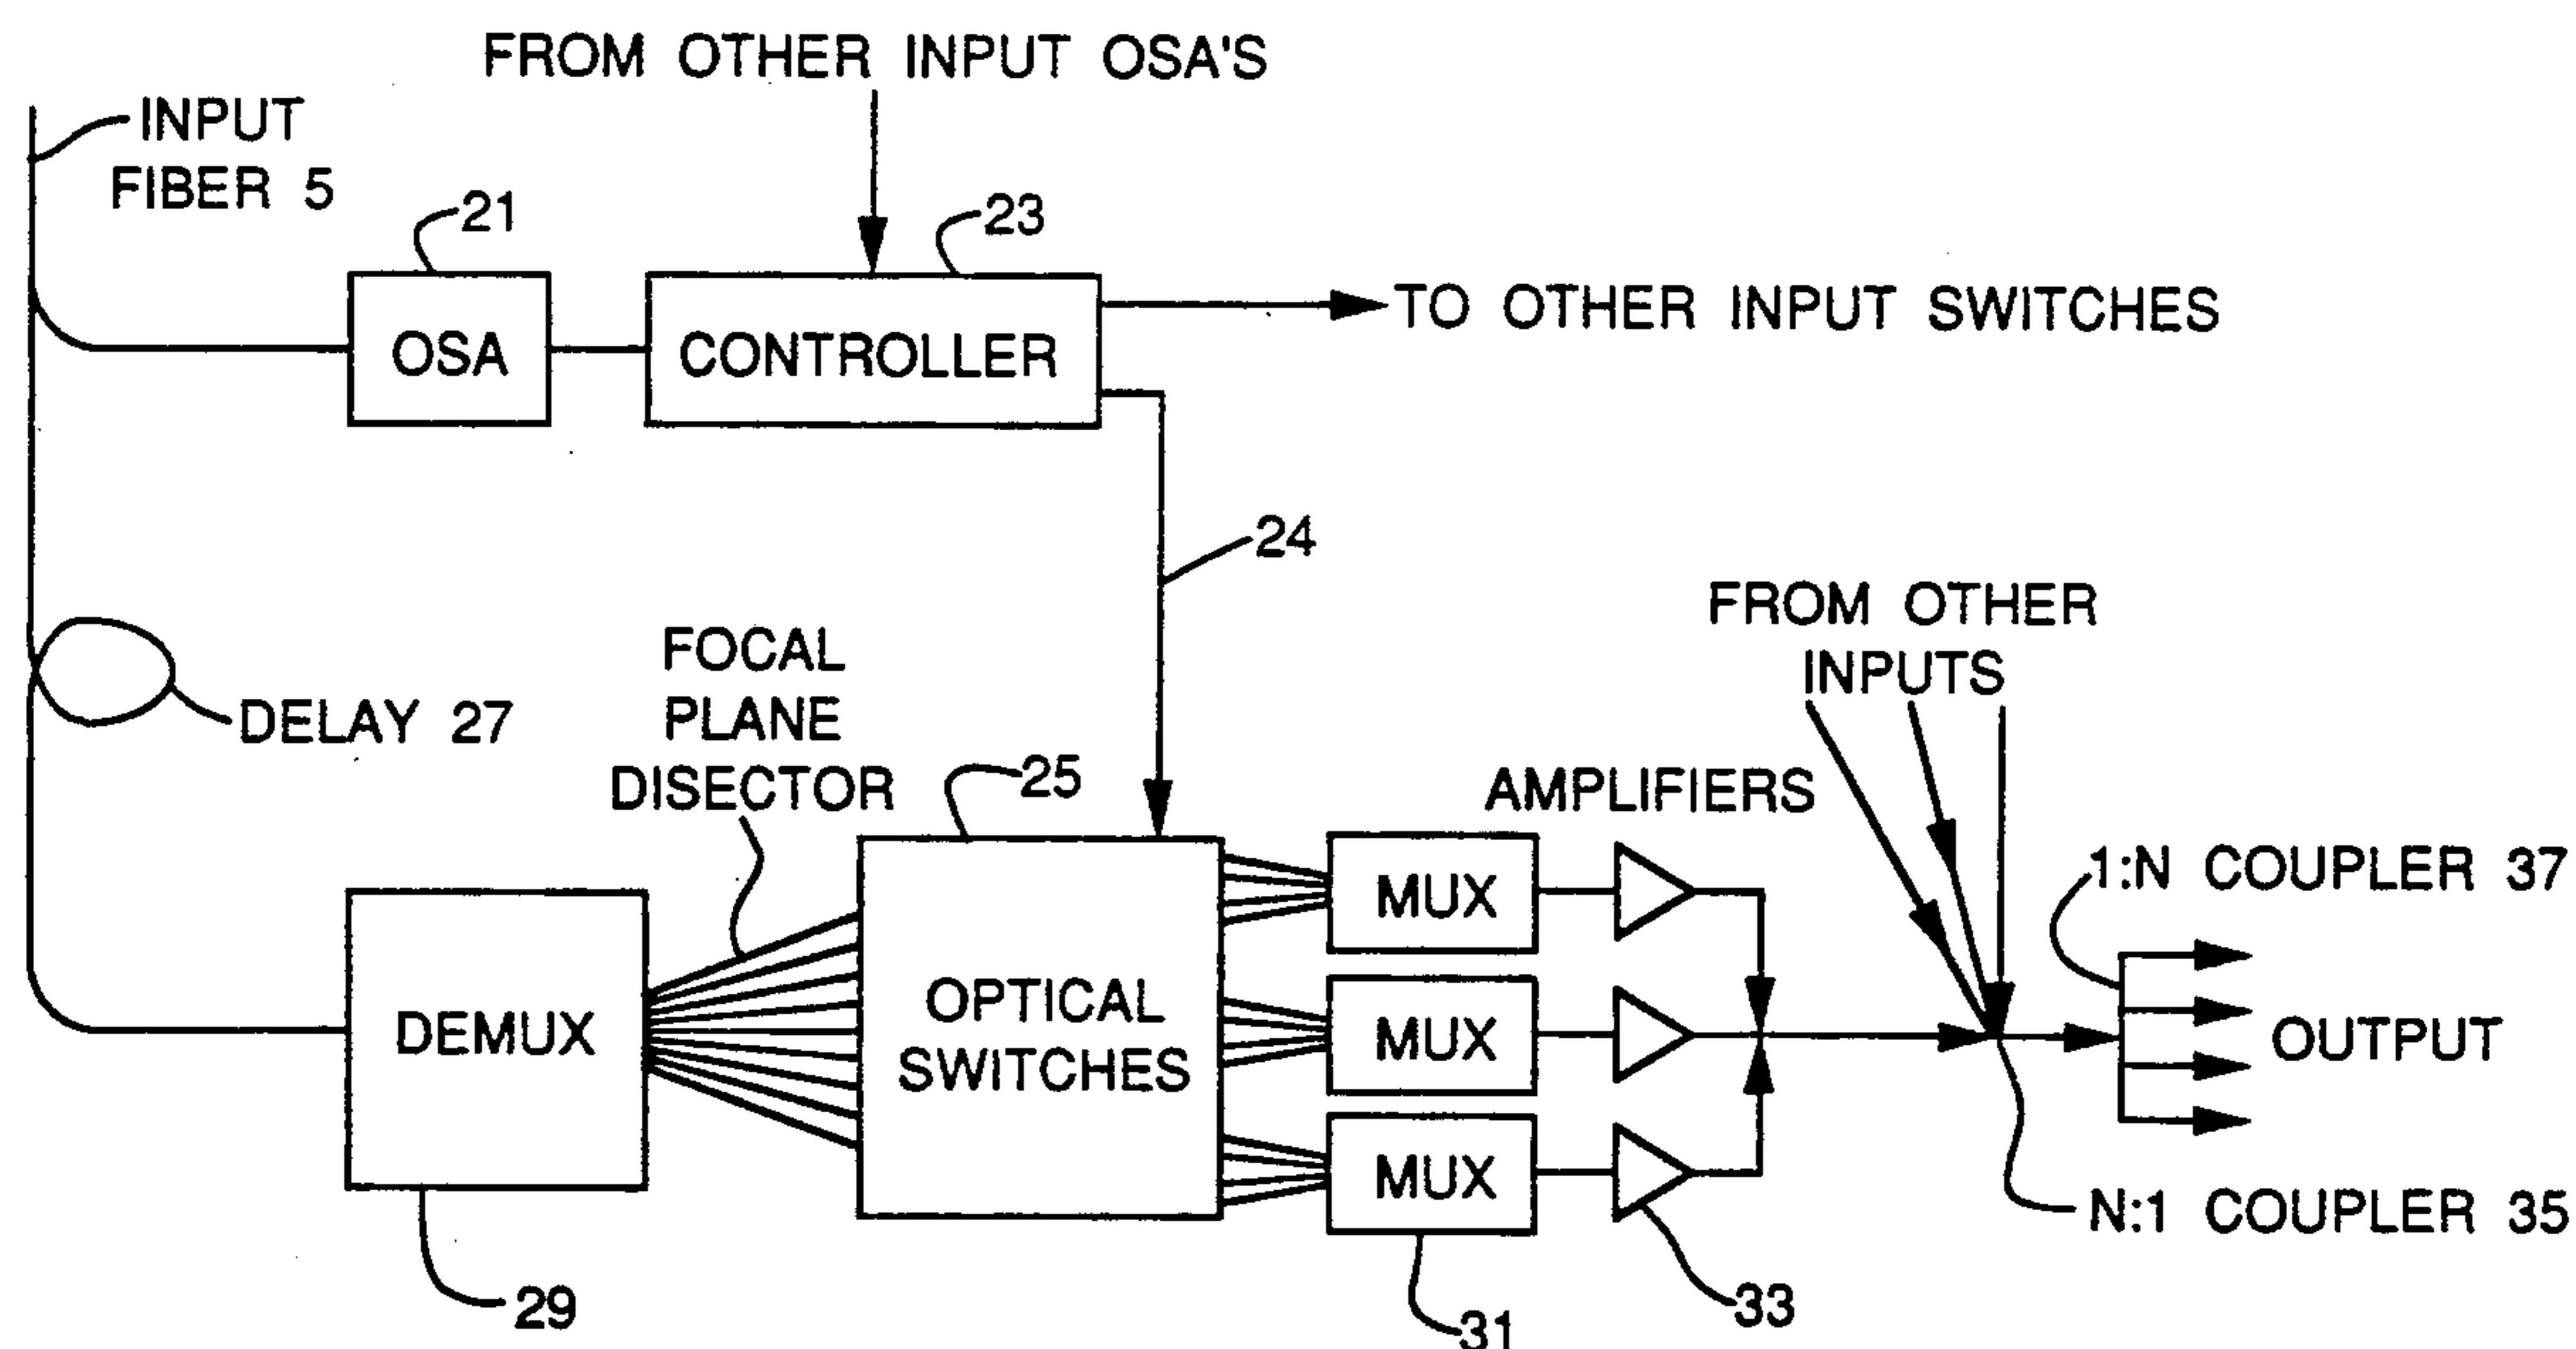 FROM OTHER INPUT OSA'S
INPUT
FIBER 5
21
23
TO OTHER INPUT SWITCHES
OSA
CONTROLLER
24
FROM OTHER
INPUTS
FOCAL
PLANE
DISECTOR
DELAY 27
25
AMPLIFIERS
1:N COUPLER 37
MUX
OPTICAL
SWITCHES
DEMUX
MUX
OUTPUT
MUX
N:1 COUPLER 35
29
31
33